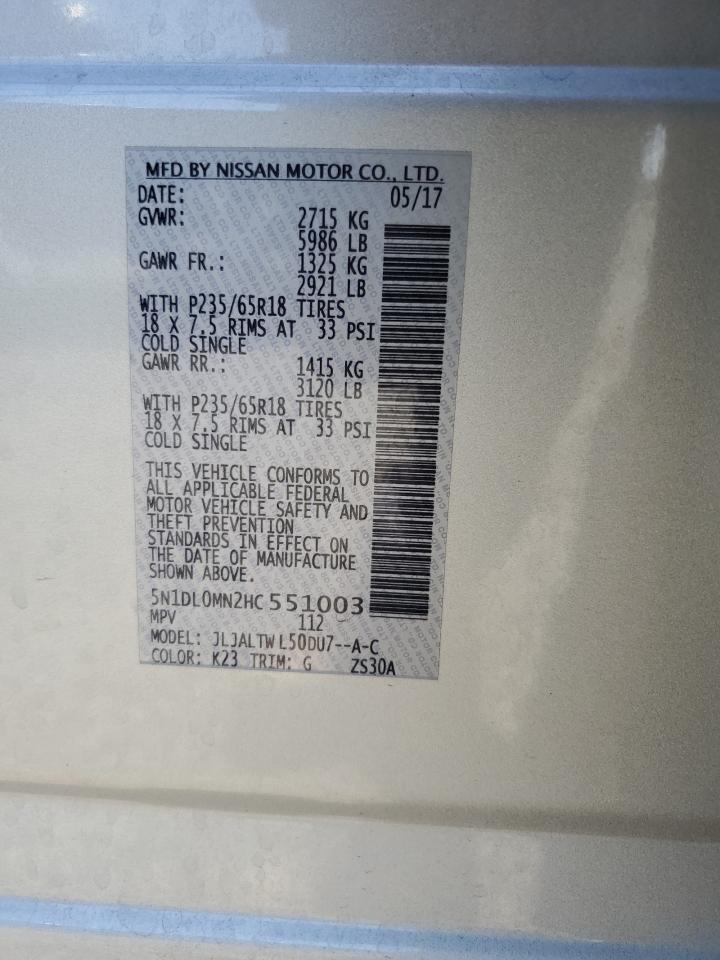 MFD BY NISSAN MOTOR CO., LTD.
DATE: 05/17
GVWR: 2715 KG
5986 LB
GAWR FR.: 1325 KG
2921 LB
WITH P235/65R18 TIRES
18 X 7.5 RIMS AT 33 PSI
COLD SINGLE
GAWR RR.: 1415 KG
3120 LB
WITH P235/65R18 TIRES
18 X 7.5 RIMS AT 33 PSI
COLD SINGLE
THIS VEHICLE CONFORMS TO
ALL APPLICABLE FEDERAL
MOTOR VEHICLE SAFETY AND
THEFT PREVENTION
STANDARDS IN EFFECT ON
THE DATE OF MANUFACTURE
SHOWN ABOVE.
5N1DL0MN2HC551003
MPV 112
MODEL: JLJALTWL50DU7--A-C
COLOR: K23 TRIM: G ZS30A